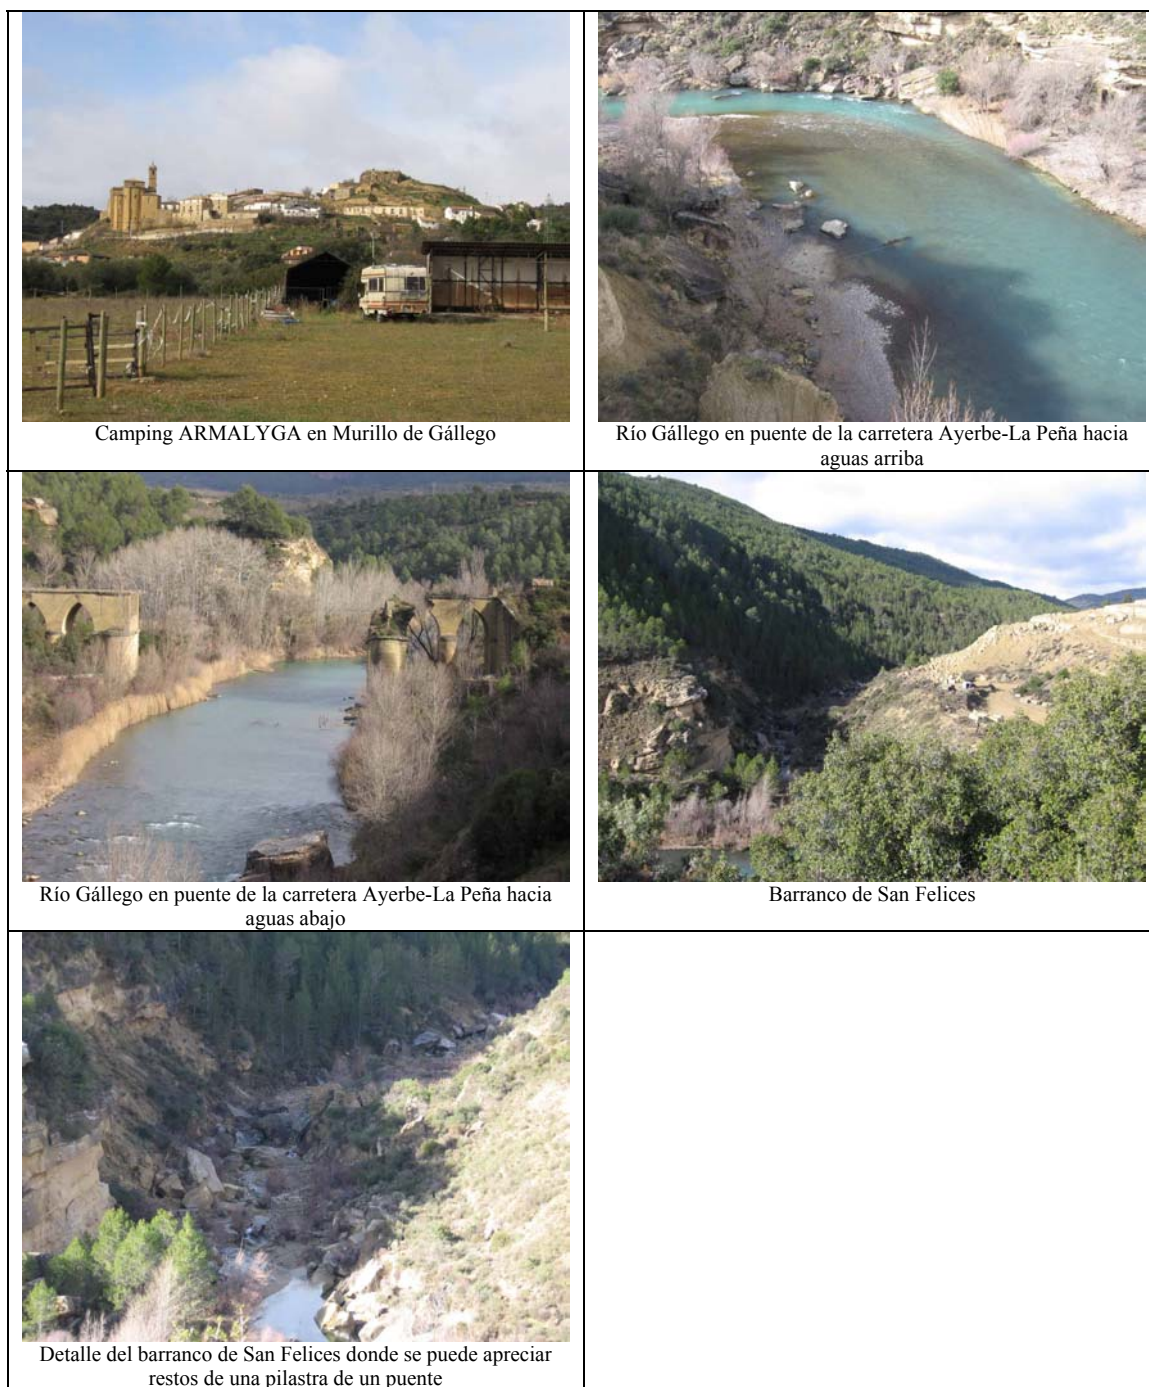 Camping ARMALYGA en Murillo de Gállego
Río Gállego en puente de la carretera Ayerbe-La Peña hacia
aguas arriba
Río Gállego en puente de la carretera Ayerbe-La Peña hacia
aguas abajo
Barranco de San Felices
Detalle del barranco de San Felices donde se puede apreciar
restos de una pilastra de un puente